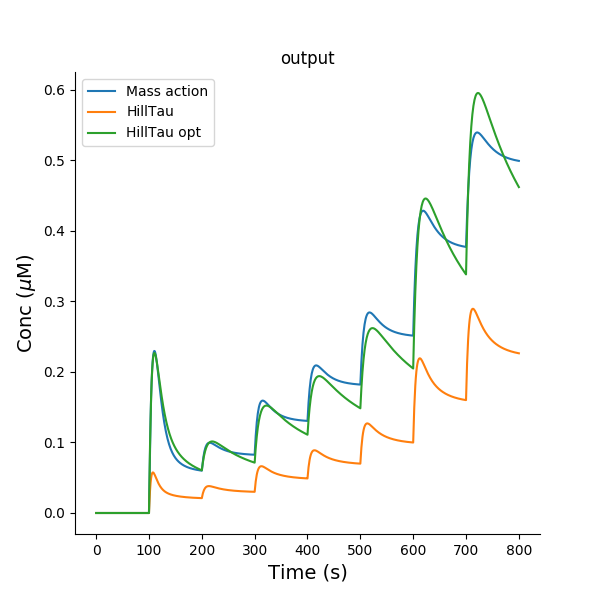 output
Mass action
HillTau
HillTau opt
0.6
0.5
0.4
0.3
0.2
0.1
0.0
Conc (μM)
0 100 200 300 400 500 600 700 800
Time (s)